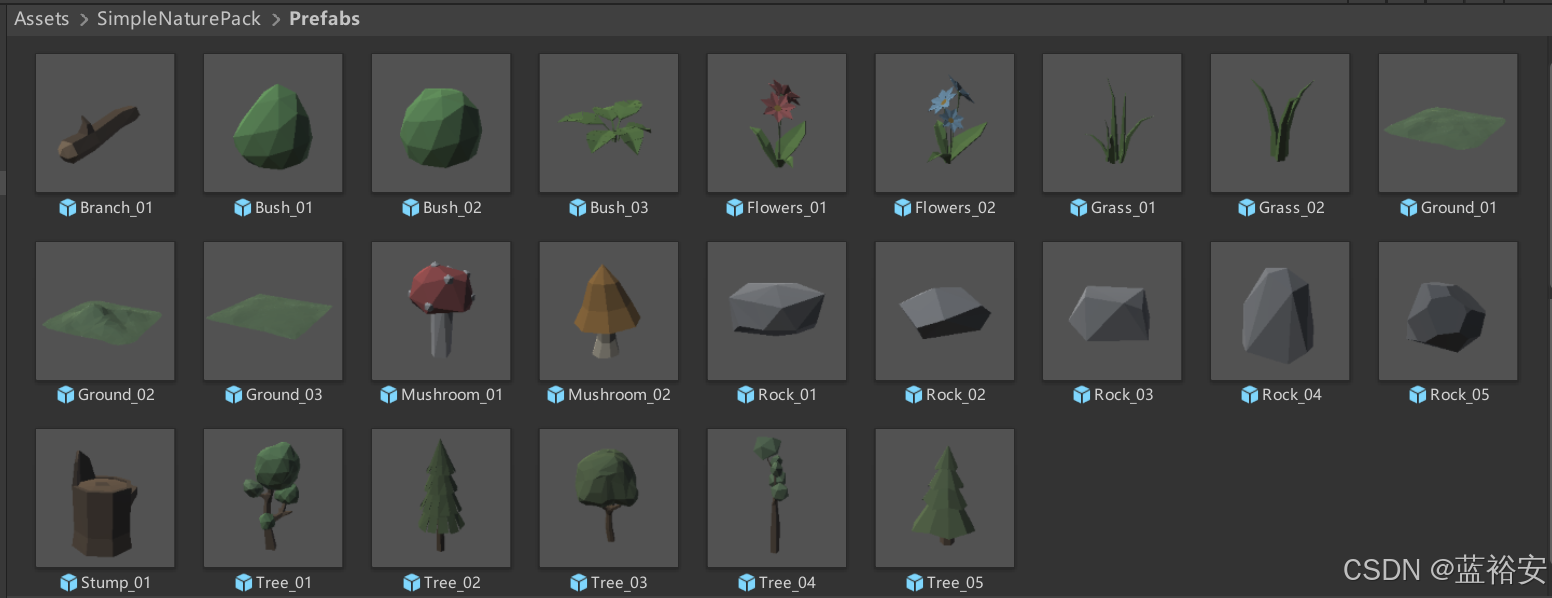 Assets > SimpleNaturePack > Prefabs
Branch_01 Bush_01 Bush_02 Bush_03 Flowers_01 Flowers_02 Grass_01 Grass_02 Ground_01
Ground_02 Ground_03 Mushroom_01 Mushroom_02 Rock_01 Rock_02 Rock_03 Rock_04 Rock_05
Stump_01 Tree_01 Tree_02 Tree_03 Tree_04 Tree_05
CSDN @蓝裕安